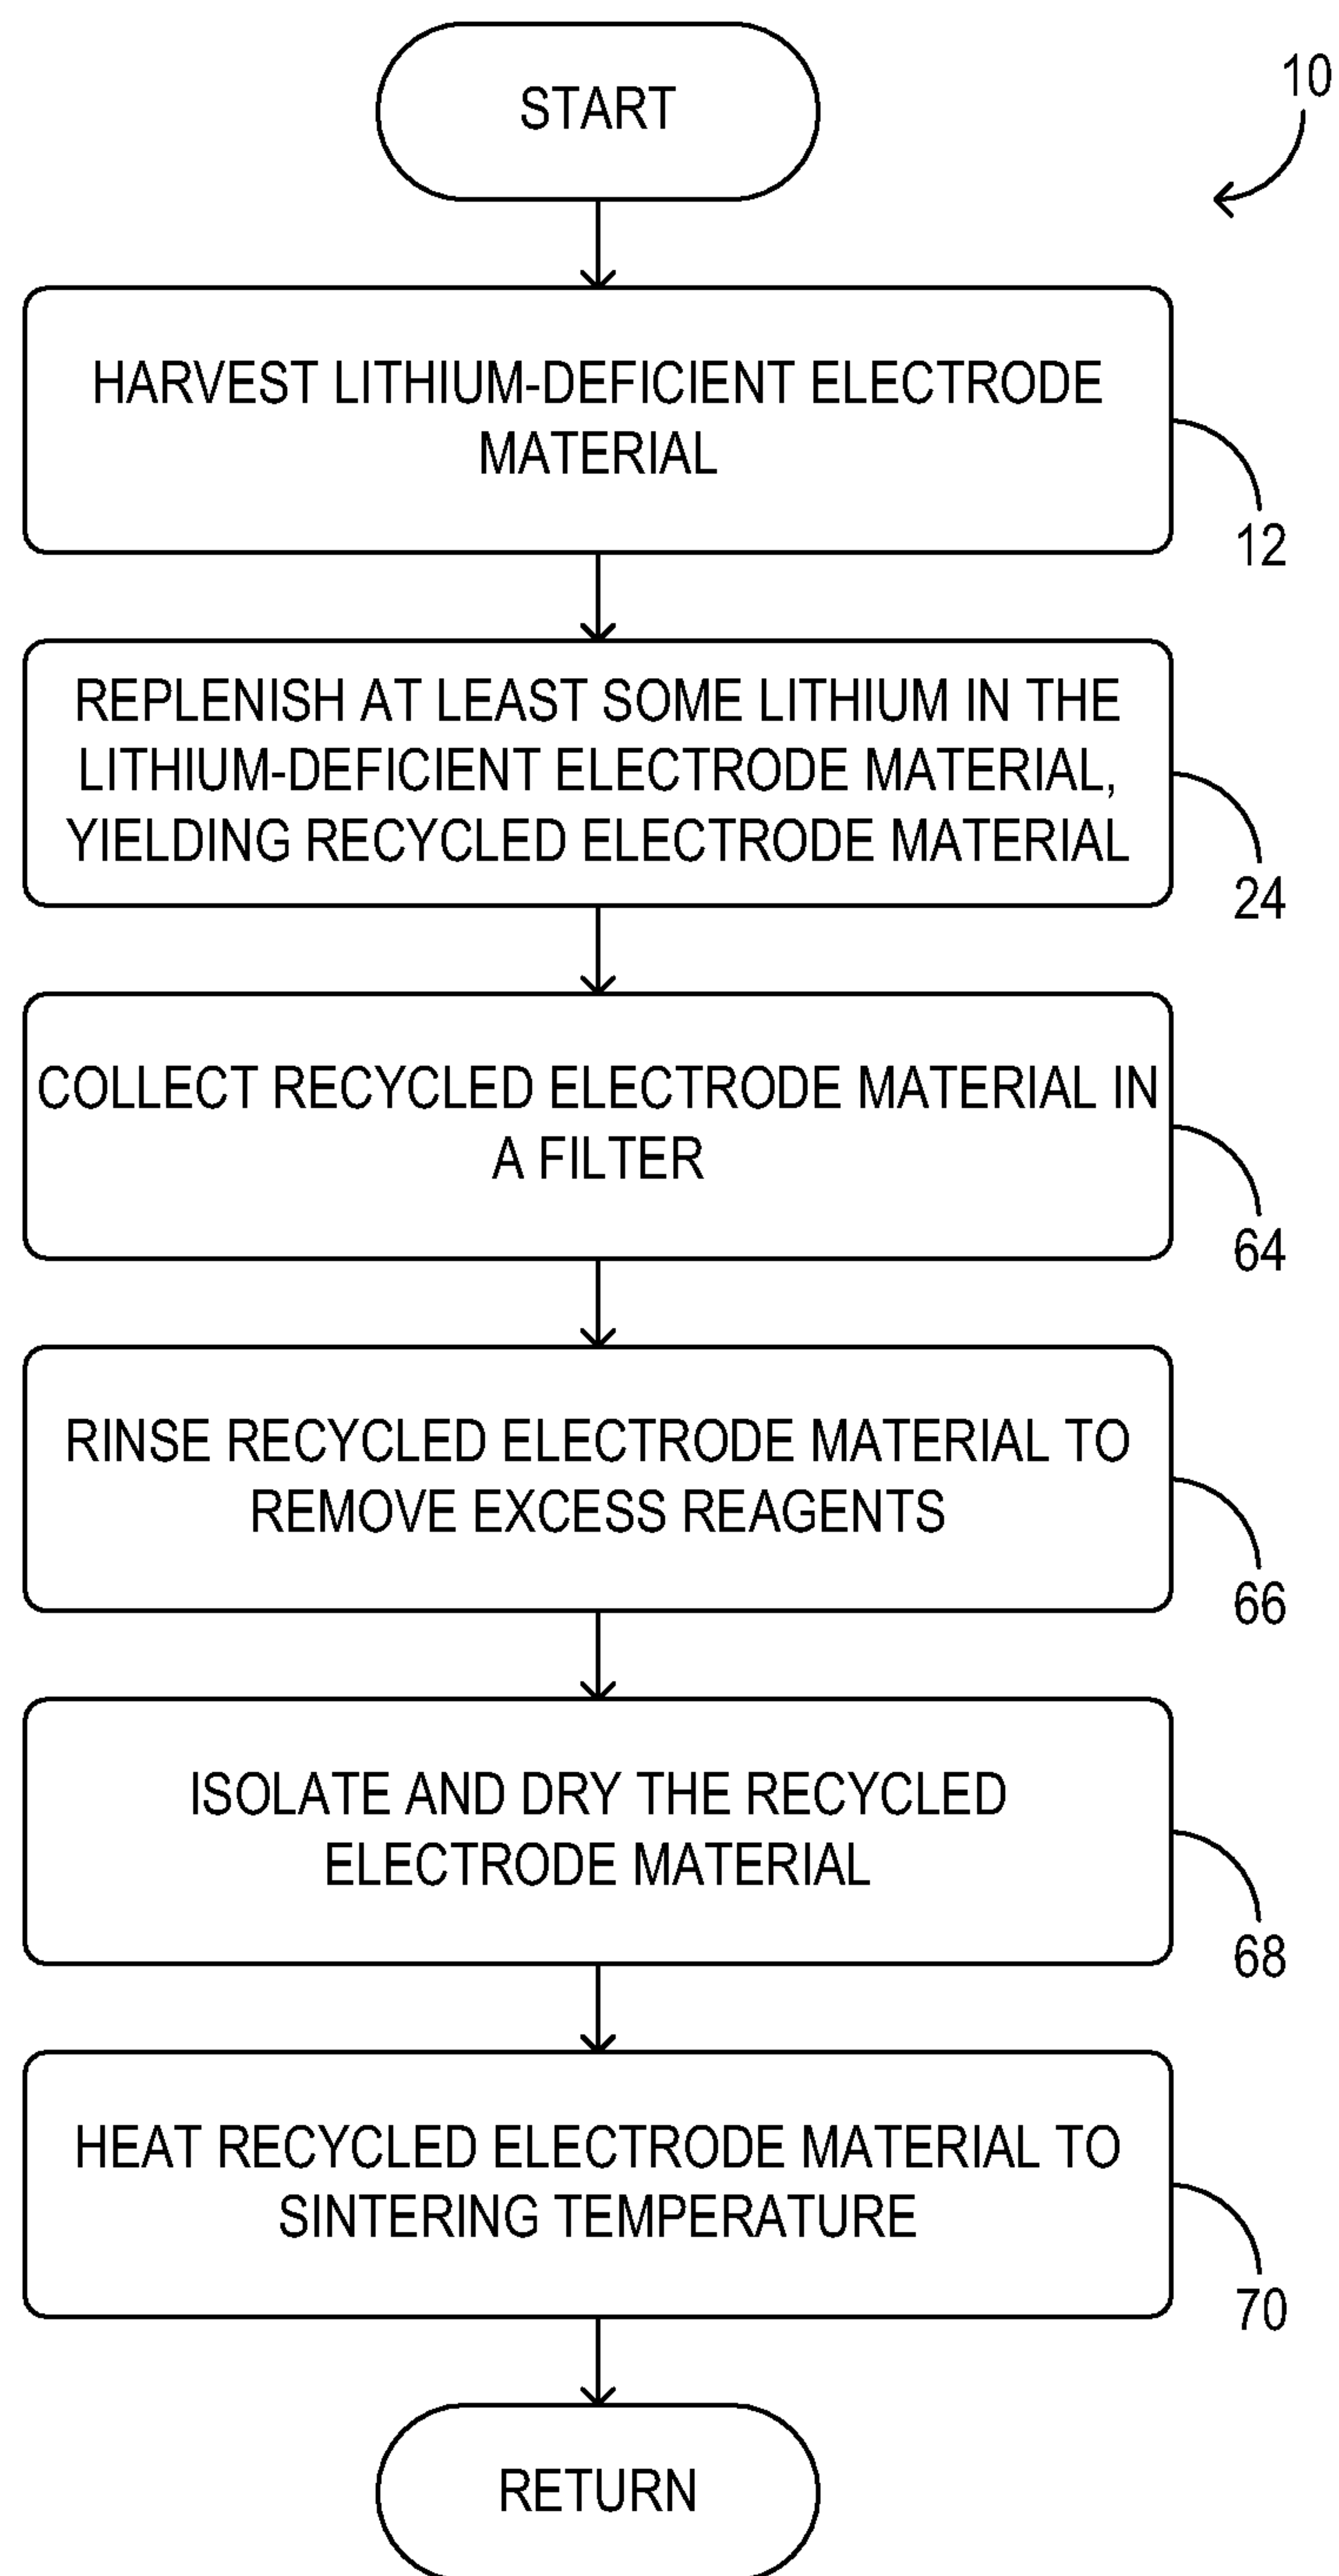 START
10
HARVEST LITHIUM-DEFICIENT ELECTRODE
MATERIAL
12
REPLENISH AT LEAST SOME LITHIUM IN THE
LITHIUM-DEFICIENT ELECTRODE MATERIAL,
YIELDING RECYCLED ELECTRODE MATERIAL
24
COLLECT RECYCLED ELECTRODE MATERIAL IN
A FILTER
64
RINSE RECYCLED ELECTRODE MATERIAL TO
REMOVE EXCESS REAGENTS
66
ISOLATE AND DRY THE RECYCLED
ELECTRODE MATERIAL
68
HEAT RECYCLED ELECTRODE MATERIAL TO
SINTERING TEMPERATURE
70
RETURN